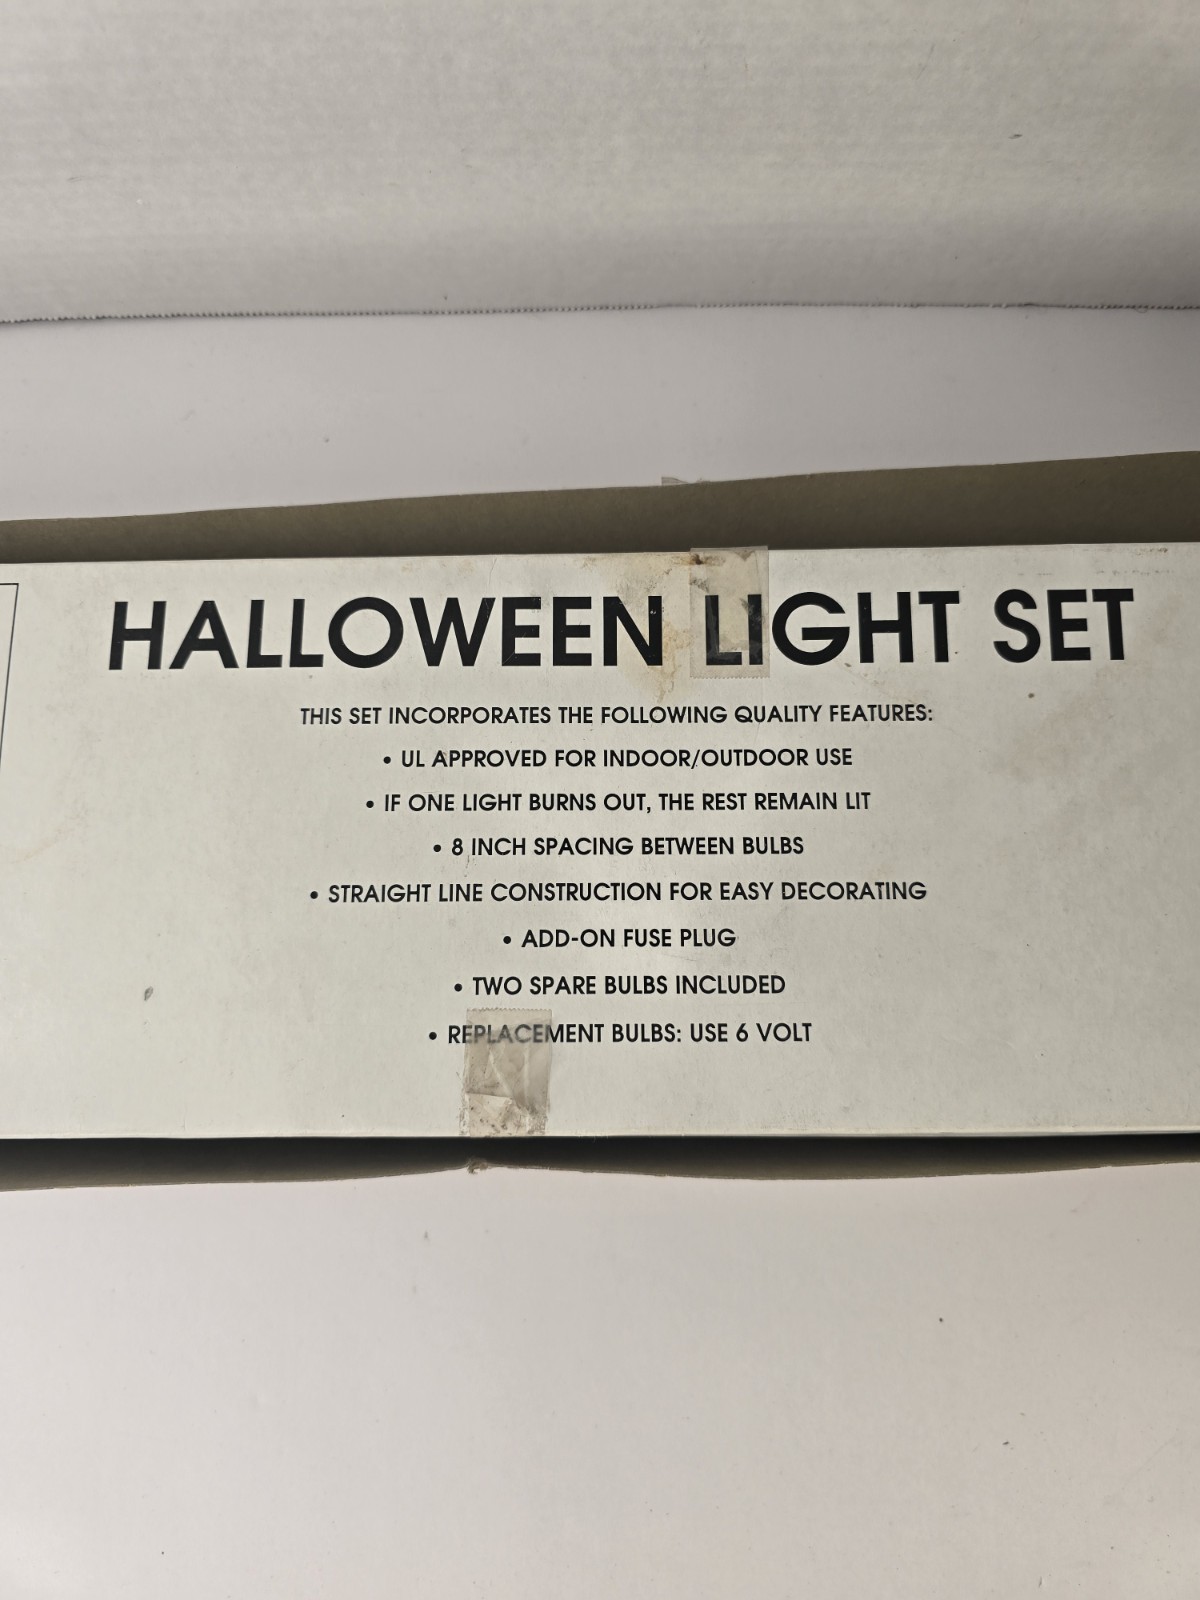 HALLOWEEN LIGHT SET
THIS SET INCORPORATES THE FOLLOWING QUALITY FEATURES:
• UL APPROVED FOR INDOOR/OUTDOOR USE
• IF ONE LIGHT BURNS OUT, THE REST REMAIN LIT
• 8 INCH SPACING BETWEEN BULBS
• STRAIGHT LINE CONSTRUCTION FOR EASY DECORATING
• ADD-ON FUSE PLUG
• TWO SPARE BULBS INCLUDED
• REPLACEMENT BULBS: USE 6 VOLT